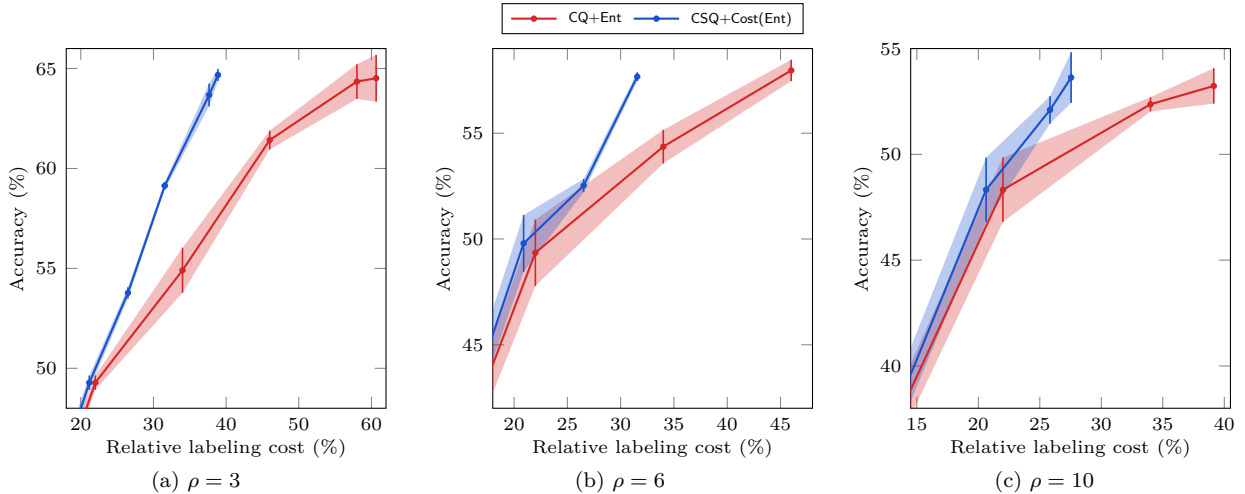 CQ+Ent CSQ+Cost(Ent)
65
60
55
50
Accuracy (%)
20 30 40 50 60
Relative labeling cost (%)
(a) ρ = 3
55
50
45
Accuracy (%)
20 25 30 35 40 45
Relative labeling cost (%)
(b) ρ = 6
55
50
45
40
Accuracy (%)
15 20 25 30 35 40
Relative labeling cost (%)
(c) ρ = 10